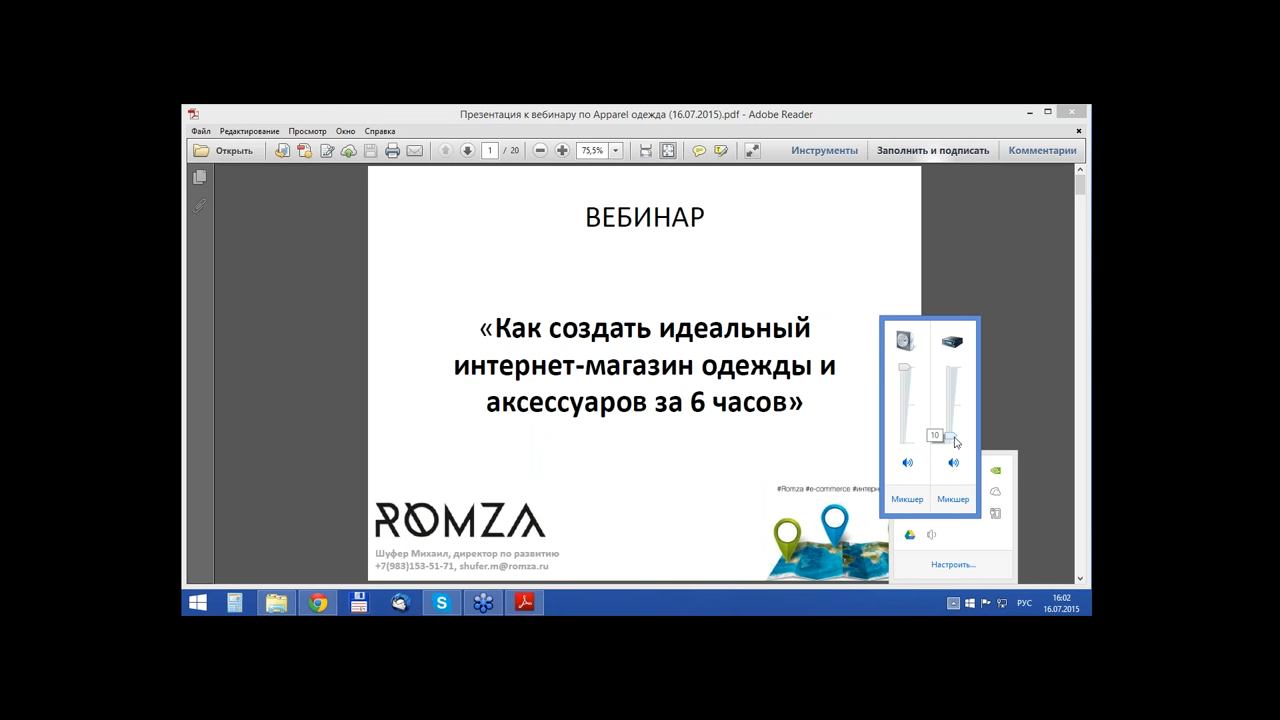 Презентация к вебинару по Apparel одежда (16.07.2015).pdf - Adobe Reader
Файл Редактирование Просмотр Окно Справка
Открыть 1 / 20 75,5% Инструменты Заполнить и подписать Комментарии
ВЕБИНАР
«Как создать идеальный
интернет-магазин одежды и
аксессуаров за 6 часов»
10
Микшер Микшер
#Romza #e-commerce #интерн
ROMZA
Шуфер Михаил, директор по развитию
+7(983)153-51-71, shufer.m@romza.ru
Настроить...
РУС
16:02
16.07.2015